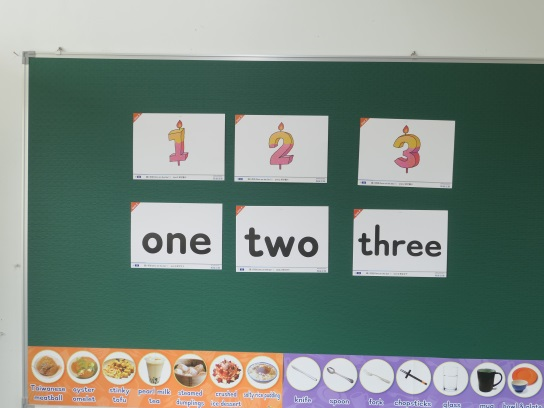 1
2
3
one
two
three
Taiwanese meatball
oyster omelet
stinky tofu
pearl milk tea
steamed dumplings
crushed ice dessert
knife
spoon
fork
chopsticks
glass
mug